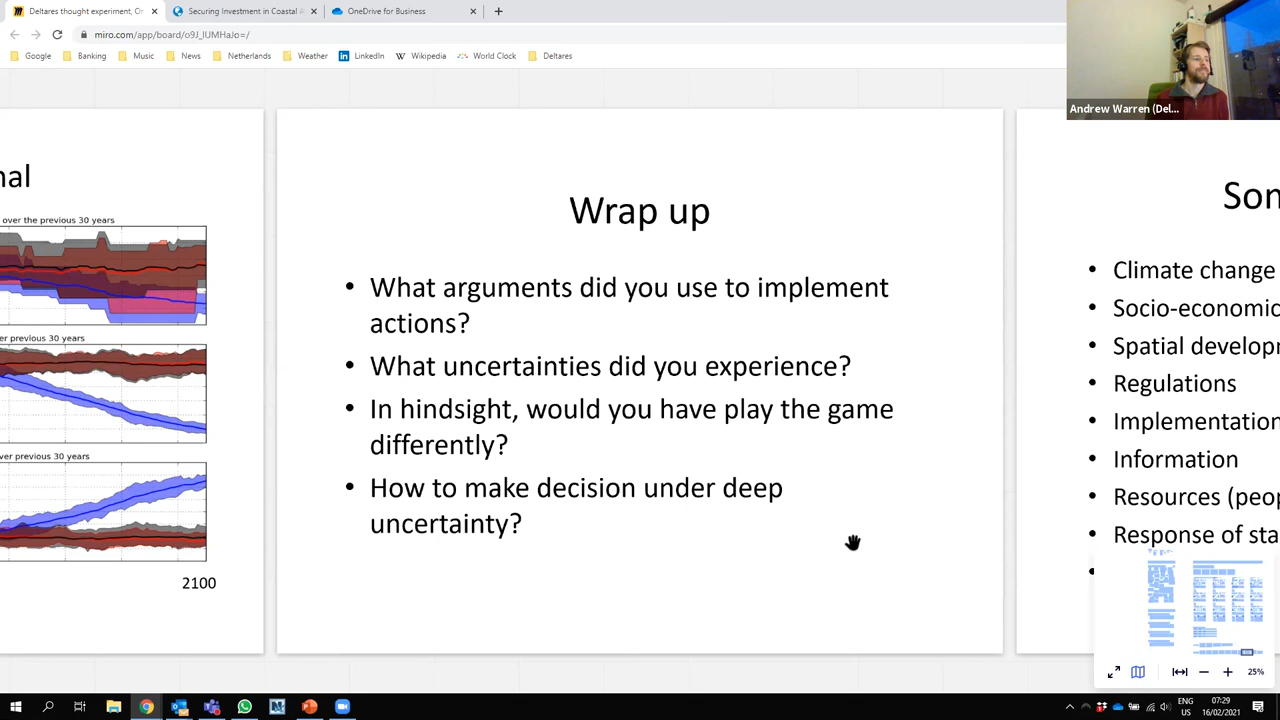 Deltares thought experiment, On
Securing Investment in Coastal A
OneDrive for Business
miro.com/app/board/o9J_lUMHaJo=/
Google
Banking
Music
News
Netherlands
Weather
LinkedIn
Wikipedia
World Clock
Deltares
Andrew Warren (Del...
nal
over the previous 30 years
er previous 30 years
ver previous 30 years
2100
Wrap up
• What arguments did you use to implement
actions?
• What uncertainties did you experience?
• In hindsight, would you have play the game
differently?
• How to make decision under deep
uncertainty?
Son
• Climate change
• Socio-economic
• Spatial developm
• Regulations
• Implementation
• Information
• Resources (peop
• Response of sta
25%
ENG
US
07:29
16/02/2021